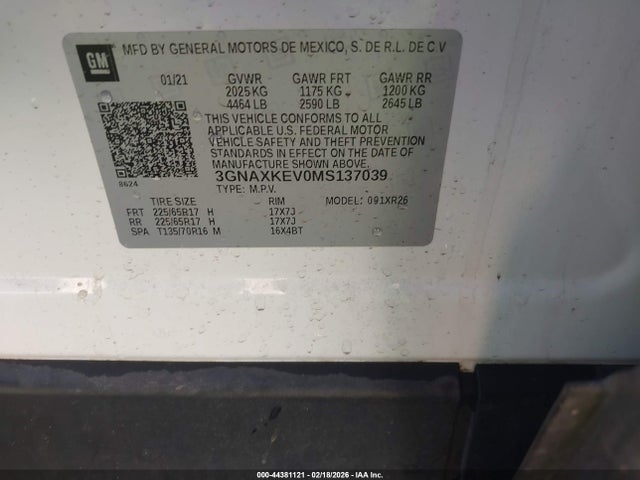 GM
MFD BY GENERAL MOTORS DE MEXICO, S. DE R.L. DE C.V
01/21 GVWR GAWR FRT GAWR RR
2025 KG 1175 KG 1200 KG
4464 LB 2590 LB 2645 LB
THIS VEHICLE CONFORMS TO ALL
APPLICABLE U.S. FEDERAL MOTOR
VEHICLE SAFETY AND THEFT PREVENTION
STANDARDS IN EFFECT ON THE DATE OF
MANUFACTURE SHOWN ABOVE.
8624 3GNAXKEV0MS137039
TYPE: M.P.V.
TIRE SIZE RIM MODEL: 091XR26
FRT 225/65R17 H 17X7J
RR 225/65R17 H 17X7J
SPA T135/70R16 M 16X4BT
000-44381121 - 02/18/2026 - IAA Inc.